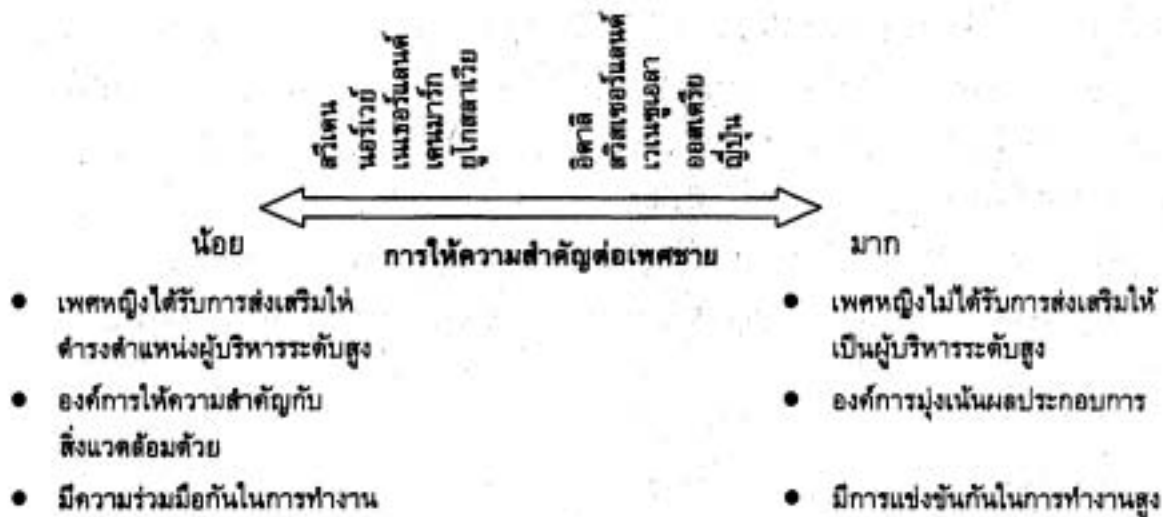 สวีเดน
นอร์เวย์
เนเธอร์แลนด์
เดนมาร์ก
ยูโกสลาเวีย
อิตาลี
สวิสเซอร์แลนด์
เวเนซูเอลา
ออสเตรีย
ญี่ปุ่น
น้อย
การให้ความสำคัญต่อเพศชาย
มาก
● เพศหญิงได้รับการส่งเสริมให้
ดำรงตำแหน่งผู้บริหารระดับสูง
● องค์การให้ความสำคัญกับ
สิ่งแวดล้อมด้วย
● มีความร่วมมือกันในการทำงาน
● เพศหญิงไม่ได้รับการส่งเสริมให้
เป็นผู้บริหารระดับสูง
● องค์การมุ่งเน้นผลประกอบการ
● มีการแข่งขันกันในการทำงานสูง